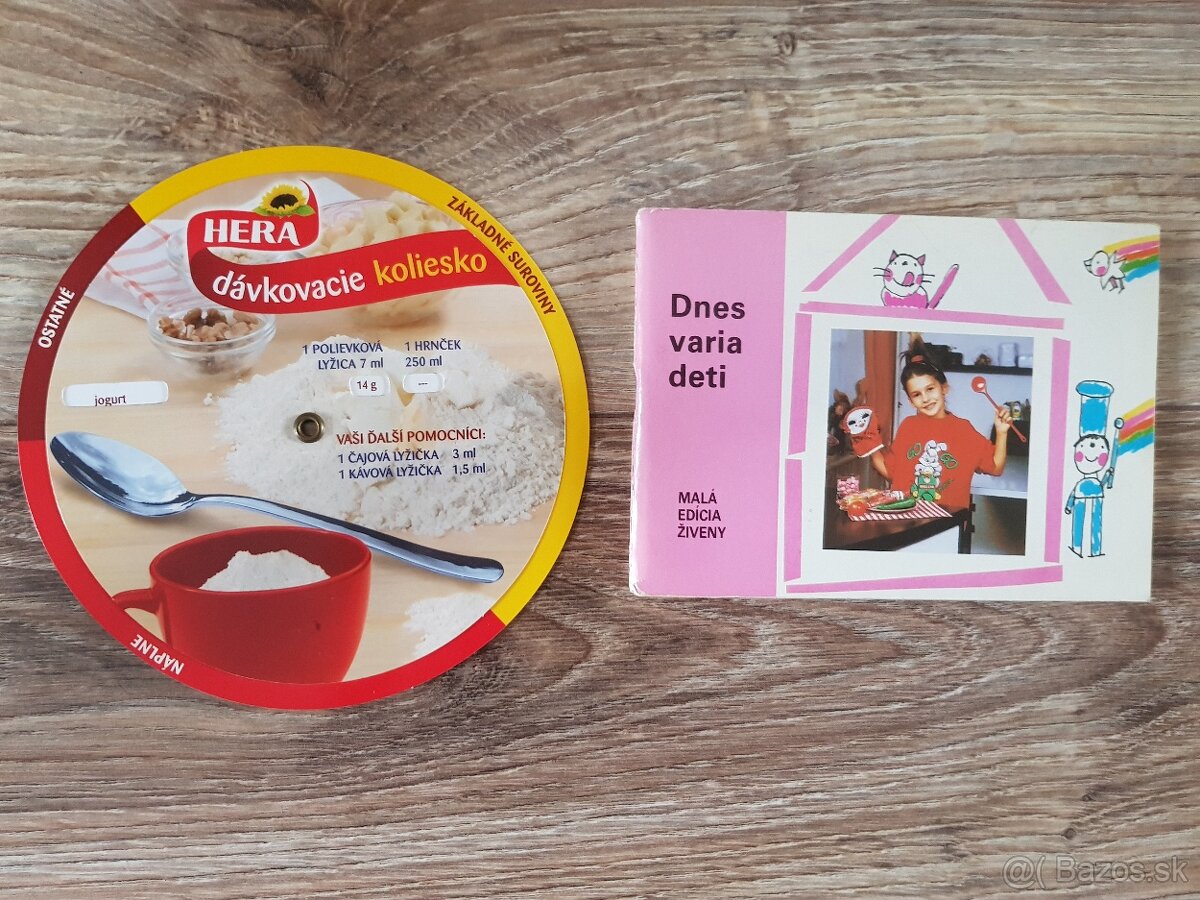 HERA
dávkovacie koliesko
ZÁKLADNÉ SUROVINY
OSTATNÉ
NÁPLNE
jogurt
1 POLIEVKOVÁ
LYŽICA 7 ml
14 g
1 HRNČEK
250 ml
---
VAŠI ĎALŠÍ POMOCNÍCI:
1 ČAJOVÁ LYŽIČKA 3 ml
1 KÁVOVÁ LYŽIČKA 1,5 ml
Dnes
varia
deti
MALÁ
EDÍCIA
ŽIVENY
GO
GO
@( Bazos.sk